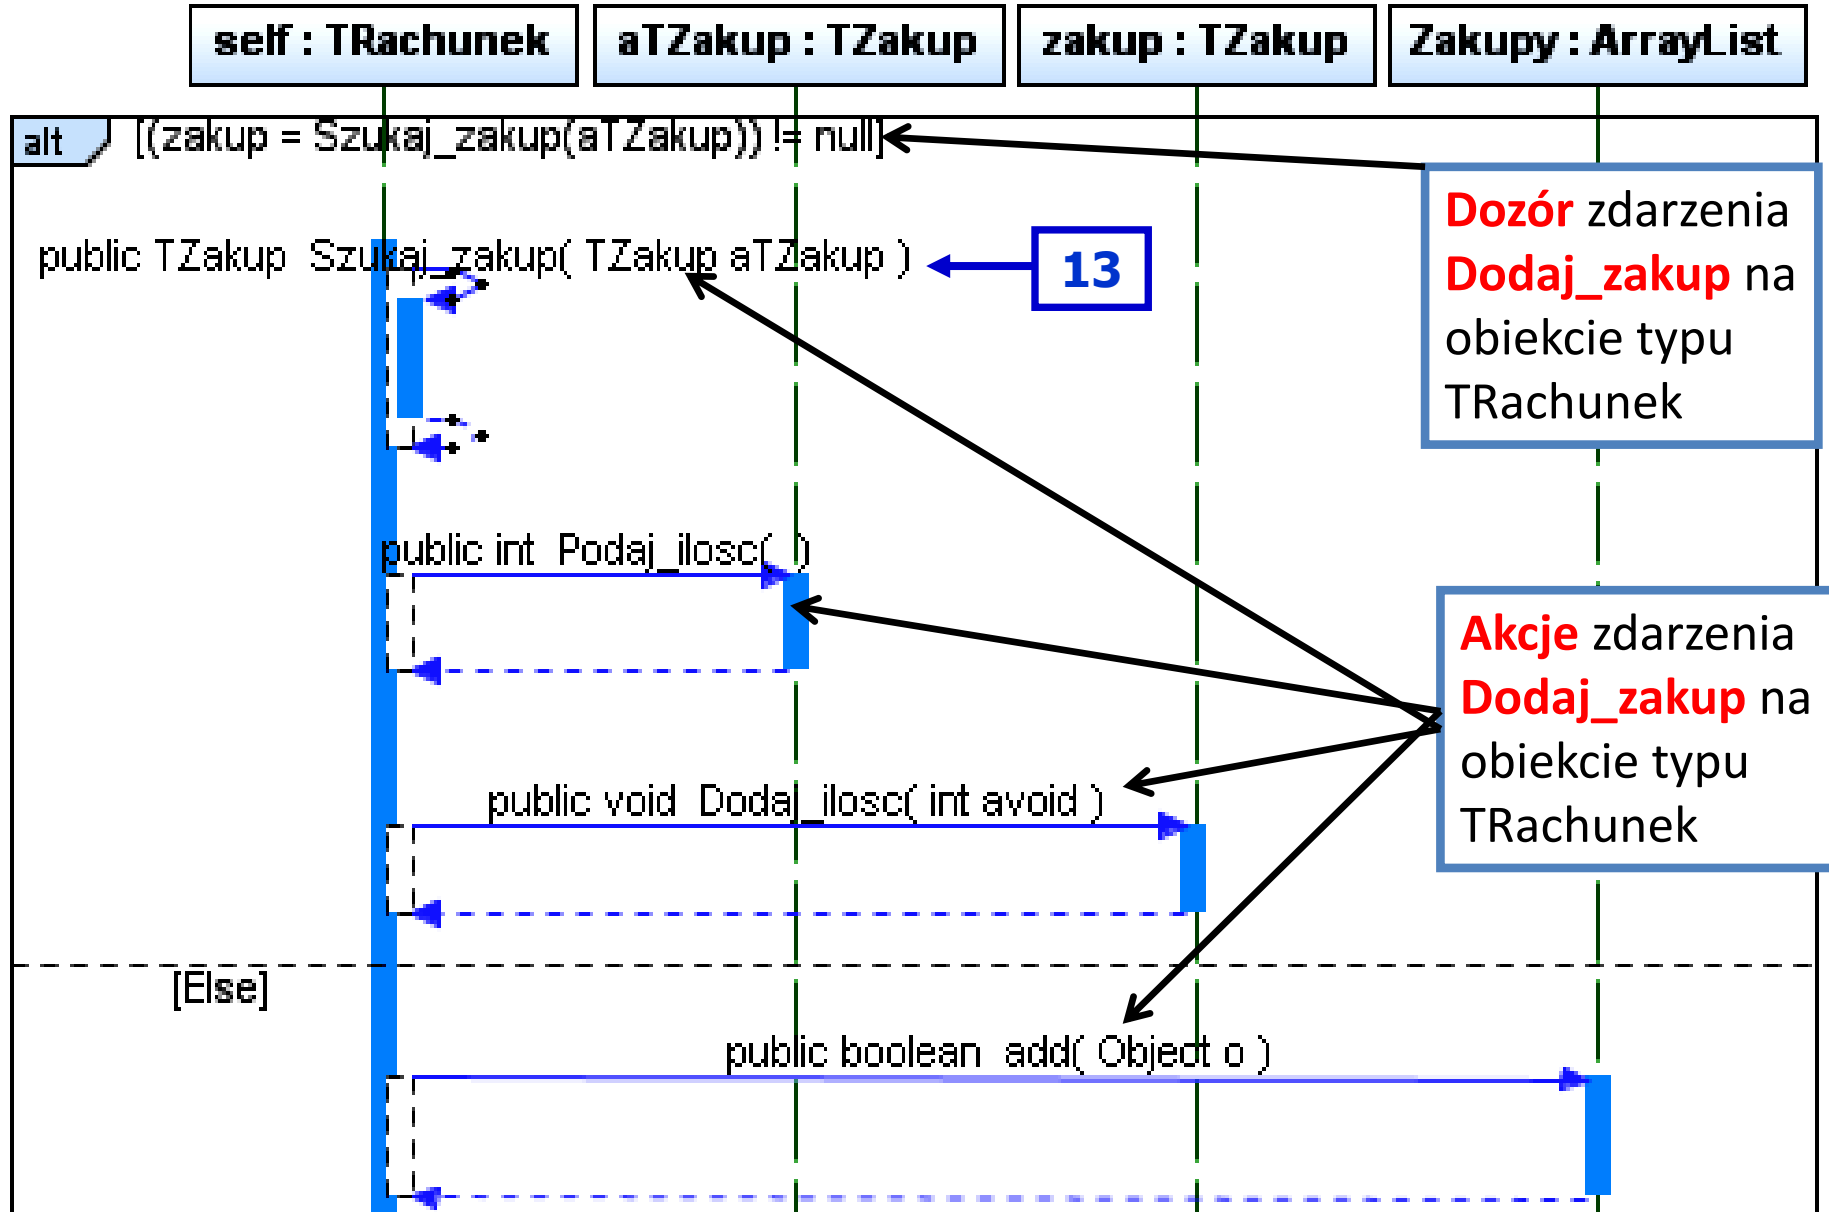 self : TRachunek
aTZakup : TZakup
zakup : TZakup
Zakupy : ArrayList
alt
[(zakup = Szukaj_zakup(aTZakup)) != null]
Dozór zdarzenia
Dodaj_zakup na
obiekcie typu
TRachunek
public TZakup Szukaj_zakup( TZakup aTZakup )
13
public int Podaj_ilosc( )
Akcje zdarzenia
Dodaj_zakup na
obiekcie typu
TRachunek
public void Dodaj_ilosc( int avoid )
[Else]
public boolean add( Object o )